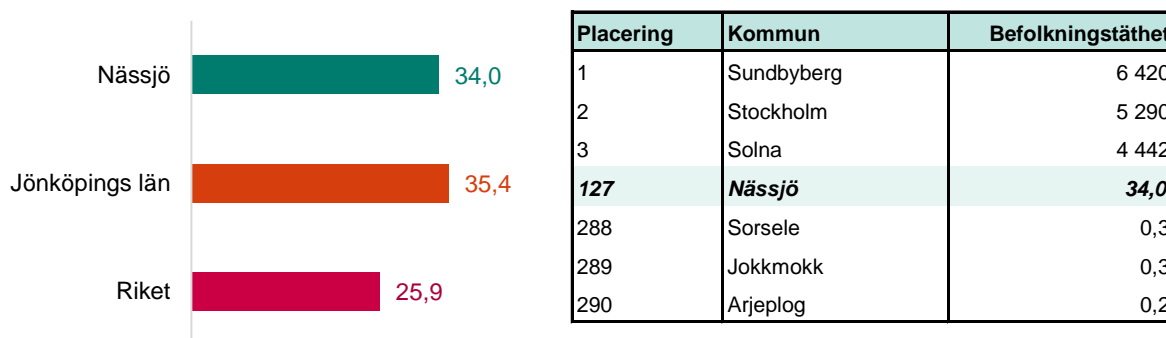 Nässjö 34,0
Jönköpings län 35,4
Riket 25,9
Placering Kommun Befolkningstäthet
1 Sundbyberg 6 420
2 Stockholm 5 290
3 Solna 4 442
127 Nässjö 34,0
288 Sorsele 0,3
289 Jokkmokk 0,3
290 Arjeplog 0,2